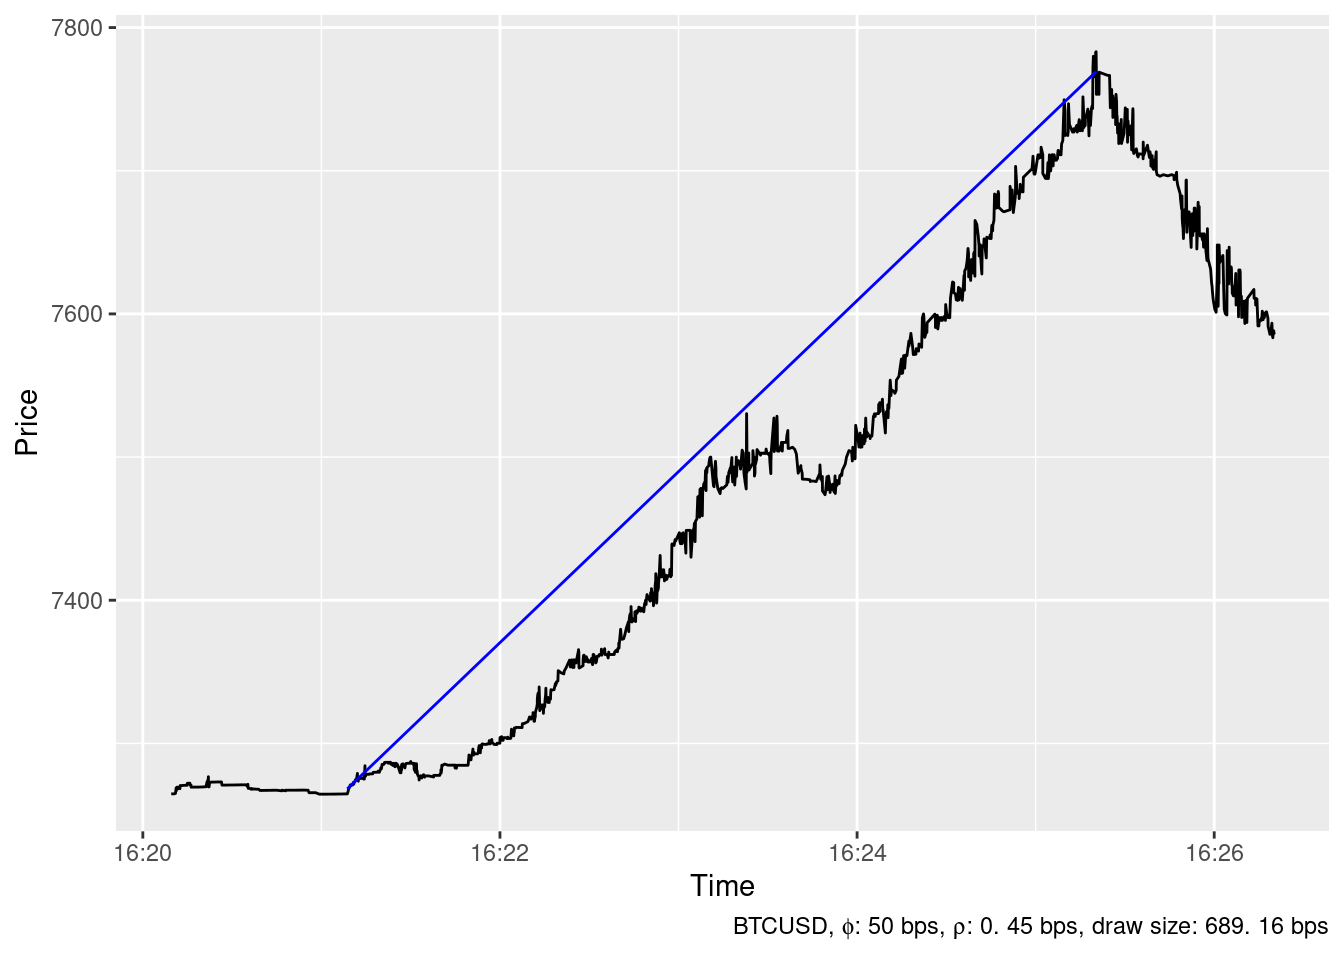 7800
7600
7400
Price
16:20 16:22 16:24 16:26
Time
BTCUSD, ϕ: 50 bps, ρ: 0. 45 bps, draw size: 689. 16 bps